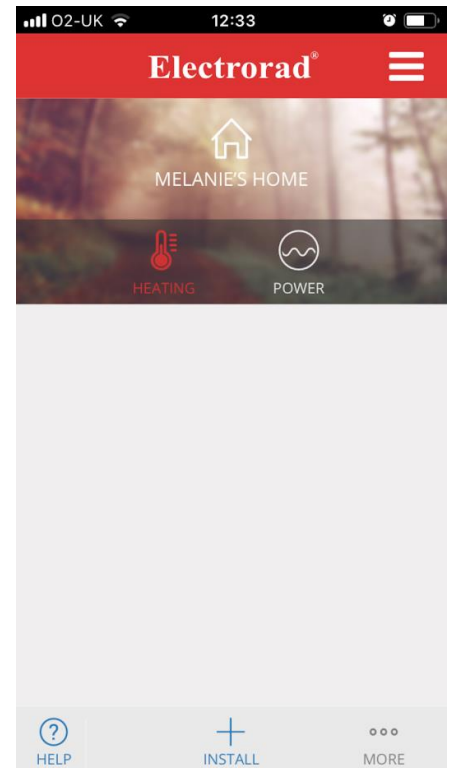 O2-UK 12:33
Electrorad®
MELANIE'S HOME
HEATING POWER
HELP INSTALL MORE